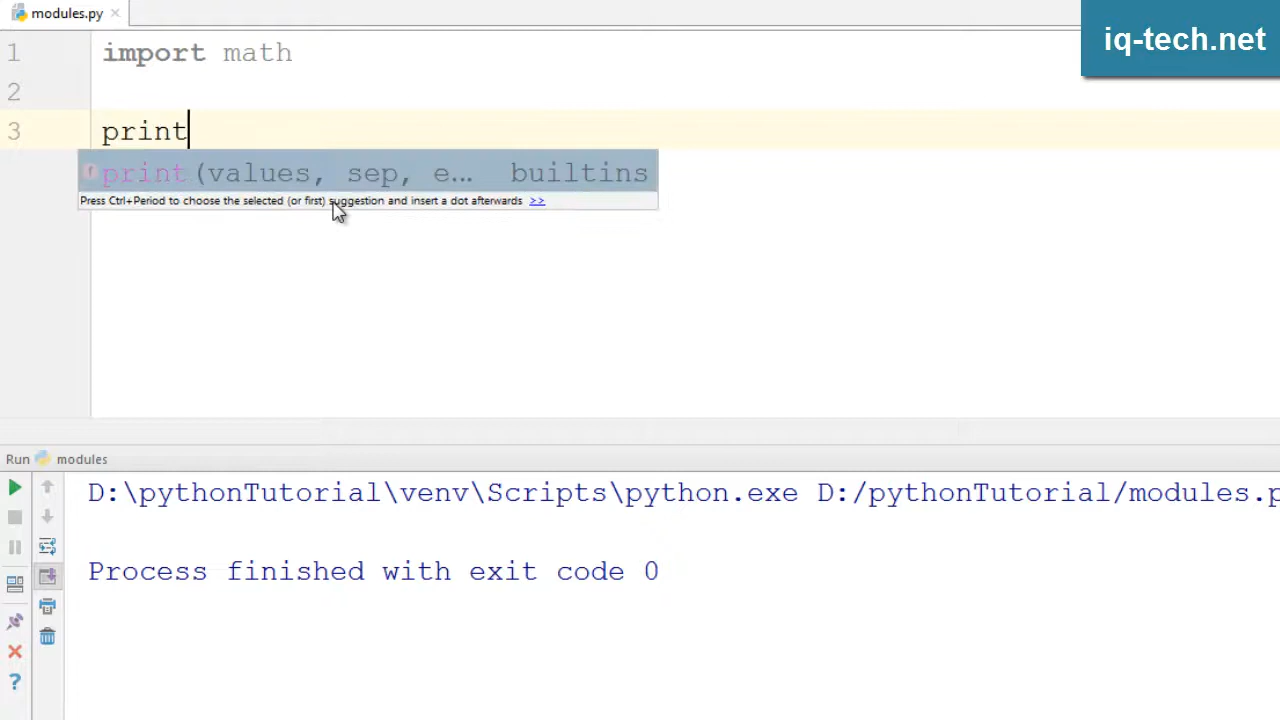 modules.py
iq-tech.net
1 import math
2
3 print
print(values, sep, e... builtins
Press Ctrl+Period to choose the selected (or first) suggestion and insert a dot afterwards >>
Run modules
D:\pythonTutorial\venv\Scripts\python.exe D:/pythonTutorial/modules.p
Process finished with exit code 0